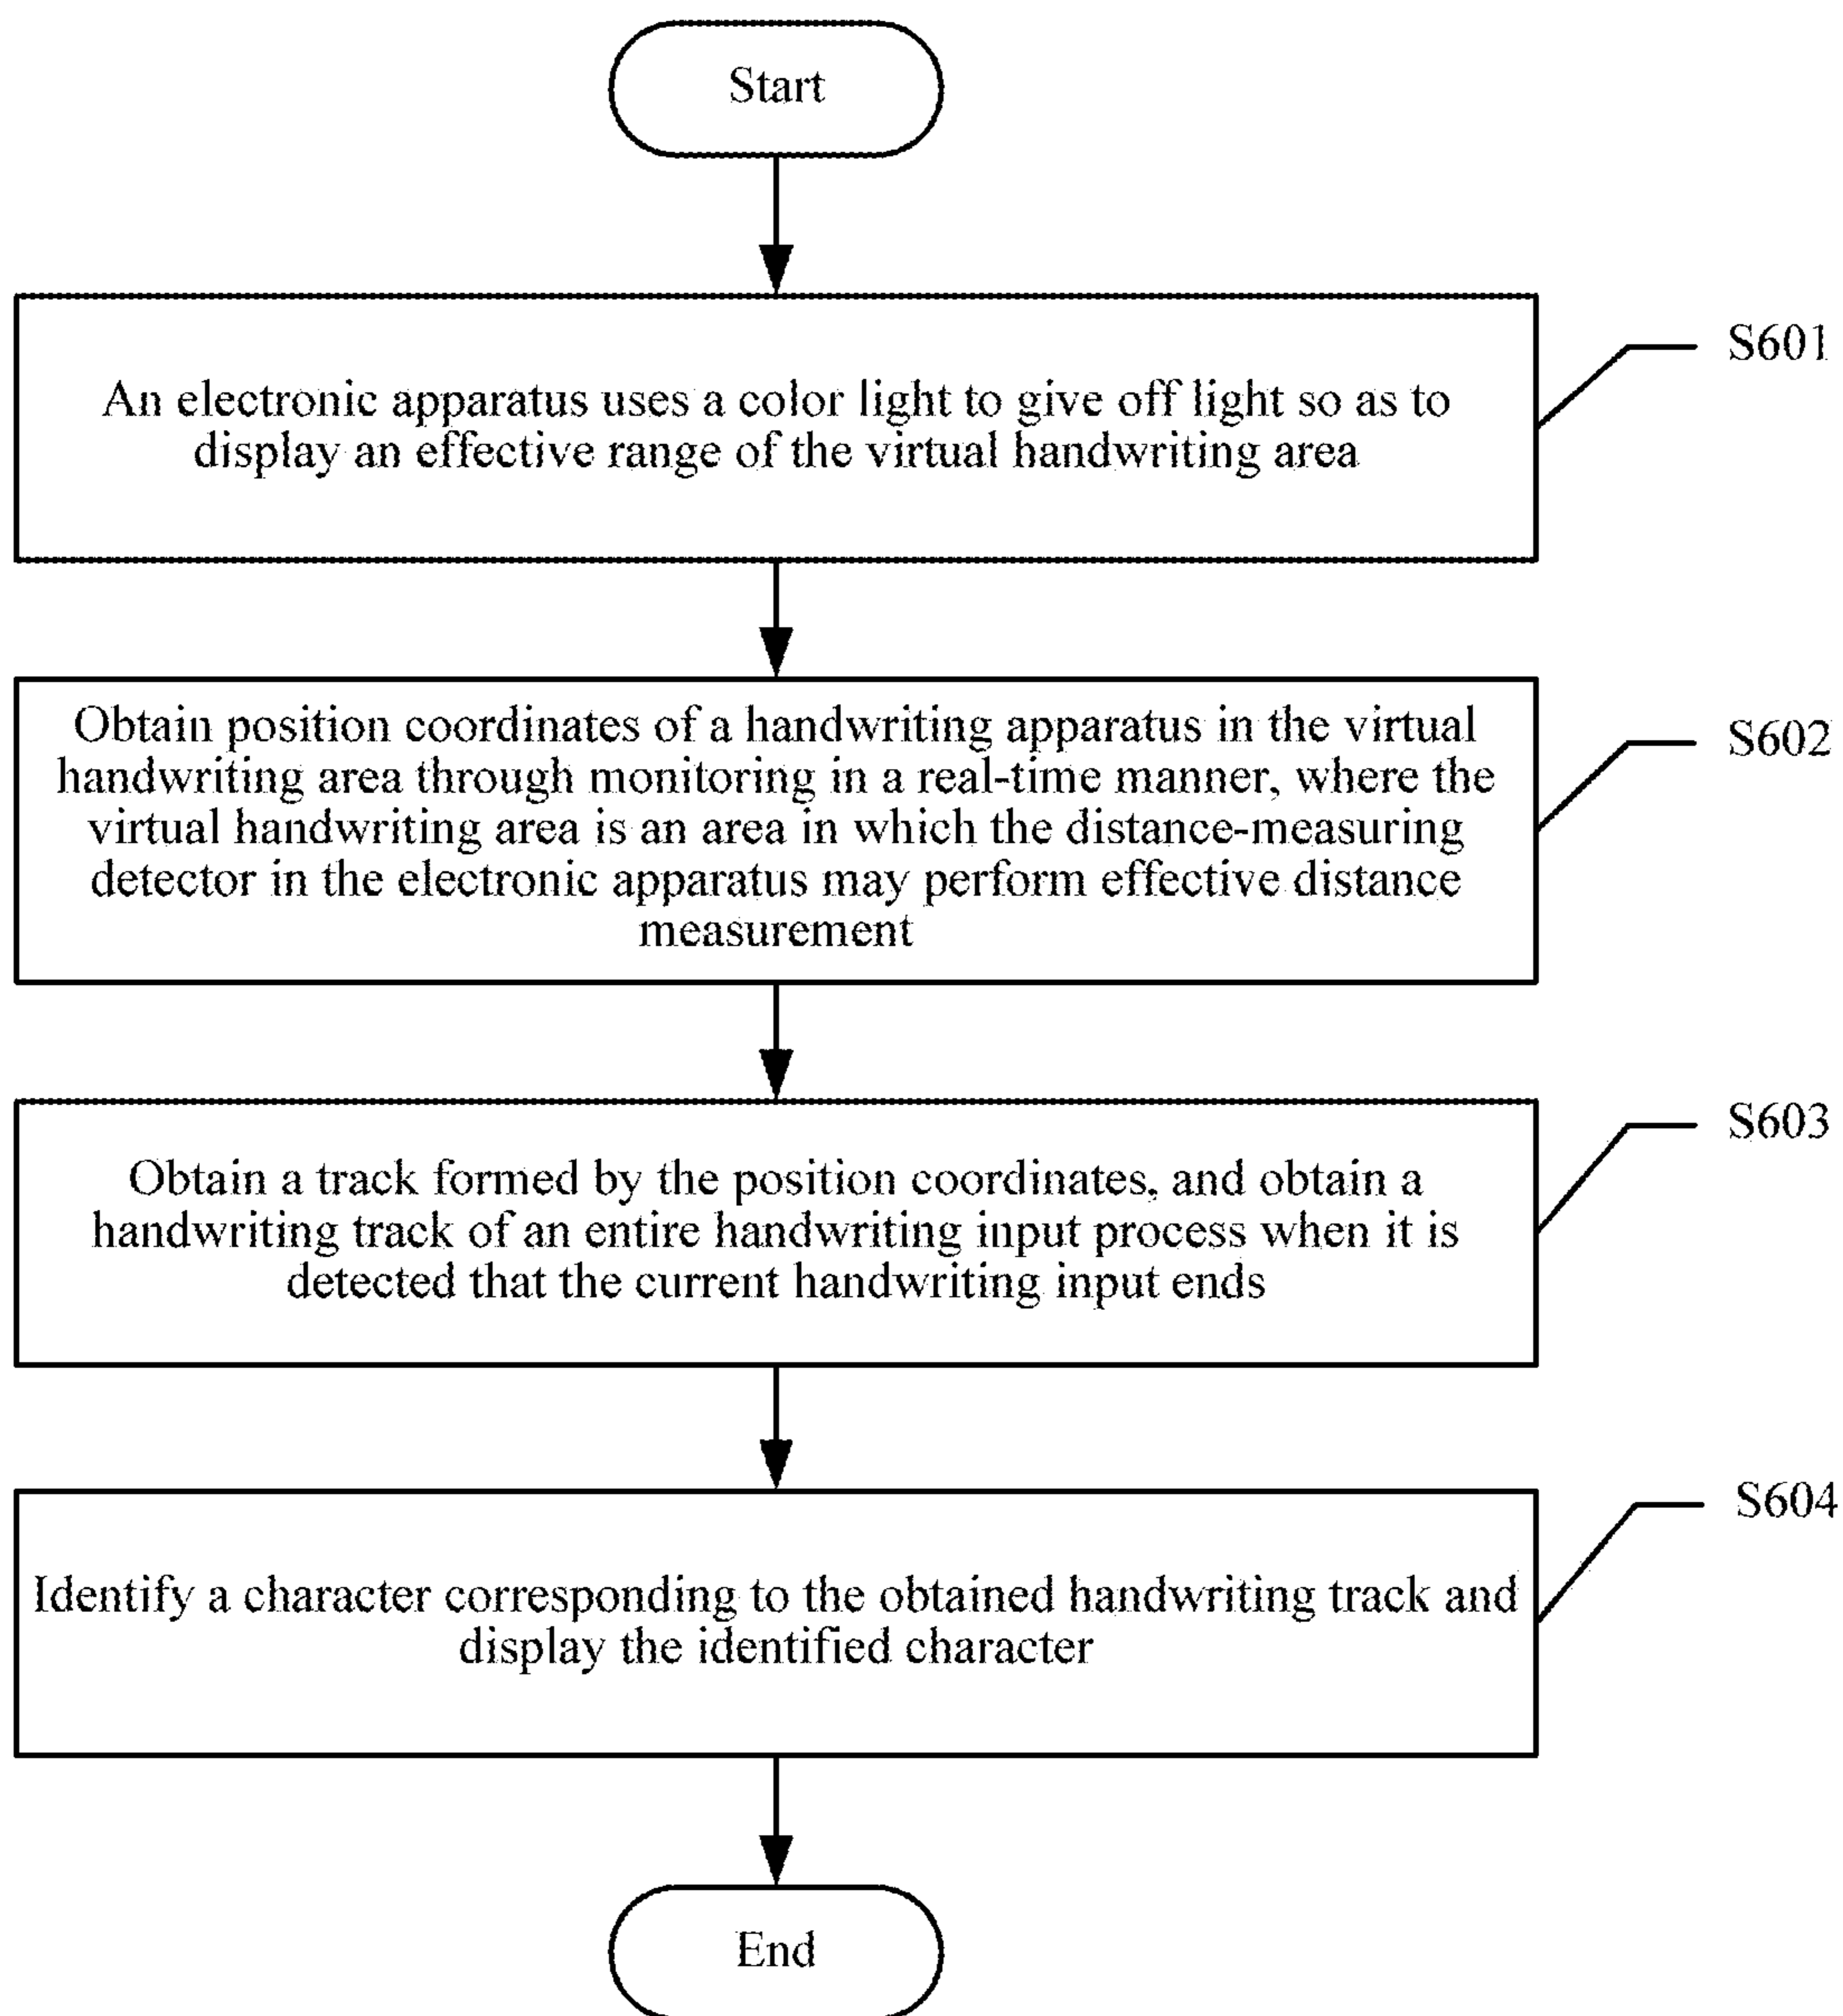 Start
An electronic apparatus uses a color light to give off light so as to
display an effective range of the virtual handwriting area
S601
Obtain position coordinates of a handwriting apparatus in the virtual
handwriting area through monitoring in a real-time manner, where the
virtual handwriting area is an area in which the distance-measuring
detector in the electronic apparatus may perform effective distance
measurement
S602
Obtain a track formed by the position coordinates, and obtain a
handwriting track of an entire handwriting input process when it is
detected that the current handwriting input ends
S603
Identify a character corresponding to the obtained handwriting track and
display the identified character
S604
End